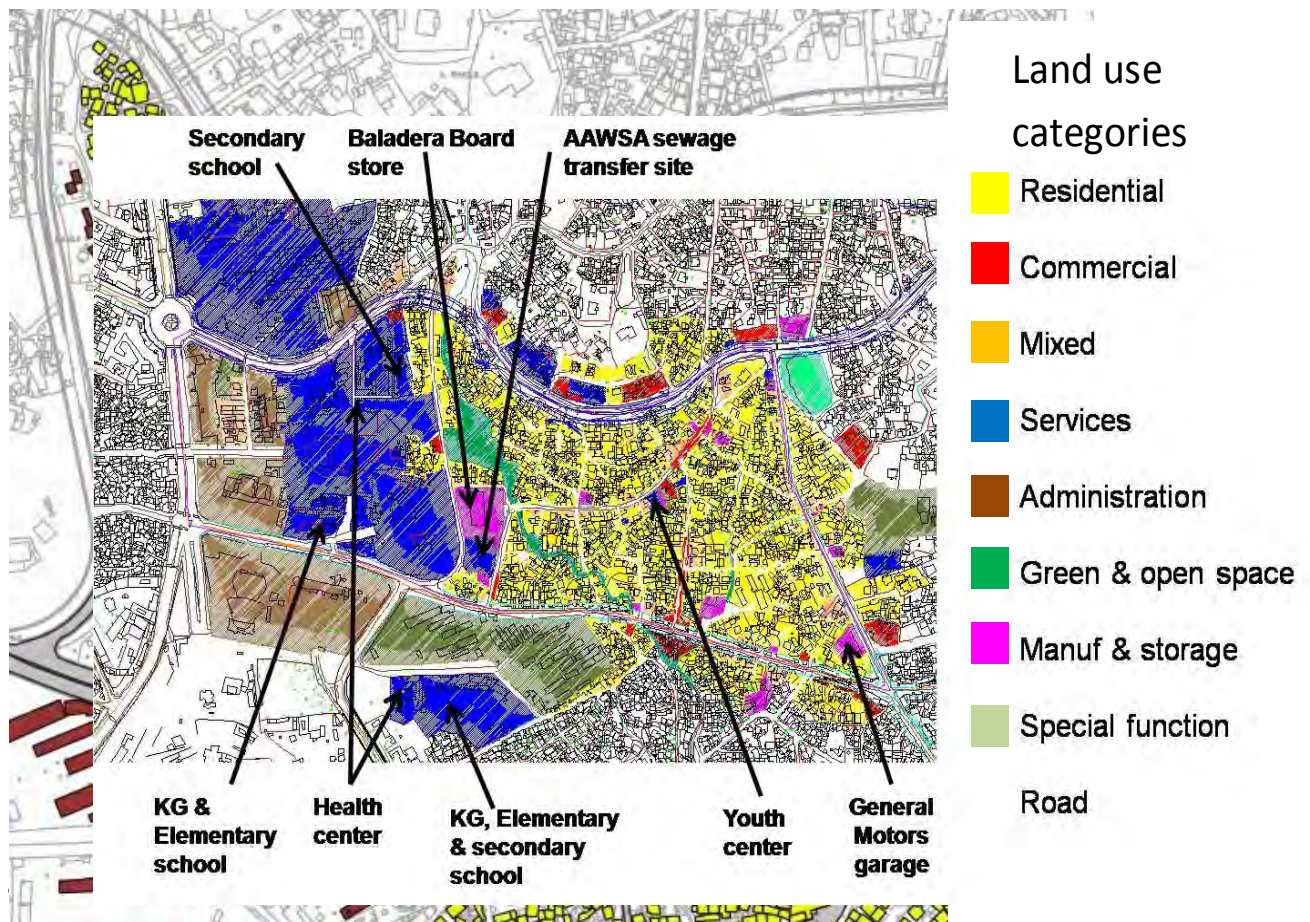 Land use
categories
Residential
Commercial
Mixed
Services
Administration
Green & open space
Manuf & storage
Special function
Road
Secondary
school
Baladera Board
store
AAWSA sewage
transfer site
KG &
Elementary
school
Health
center
KG, Elementary
& secondary
school
Youth
center
General
Motors
garage